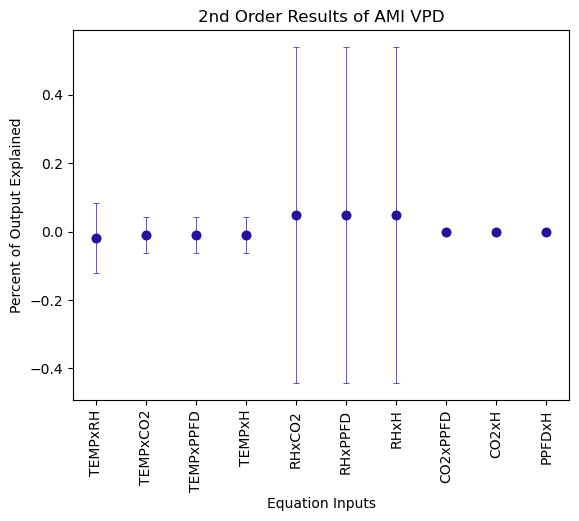 2nd Order Results of AMI VPD
Percent of Output Explained
0.4
0.2
0.0
−0.2
−0.4
TEMPxRH
TEMPxCO2
TEMPxPPFD
TEMPxH
RHxCO2
RHxPPFD
RHxH
CO2xPPFD
CO2xH
PPFDxH
Equation Inputs